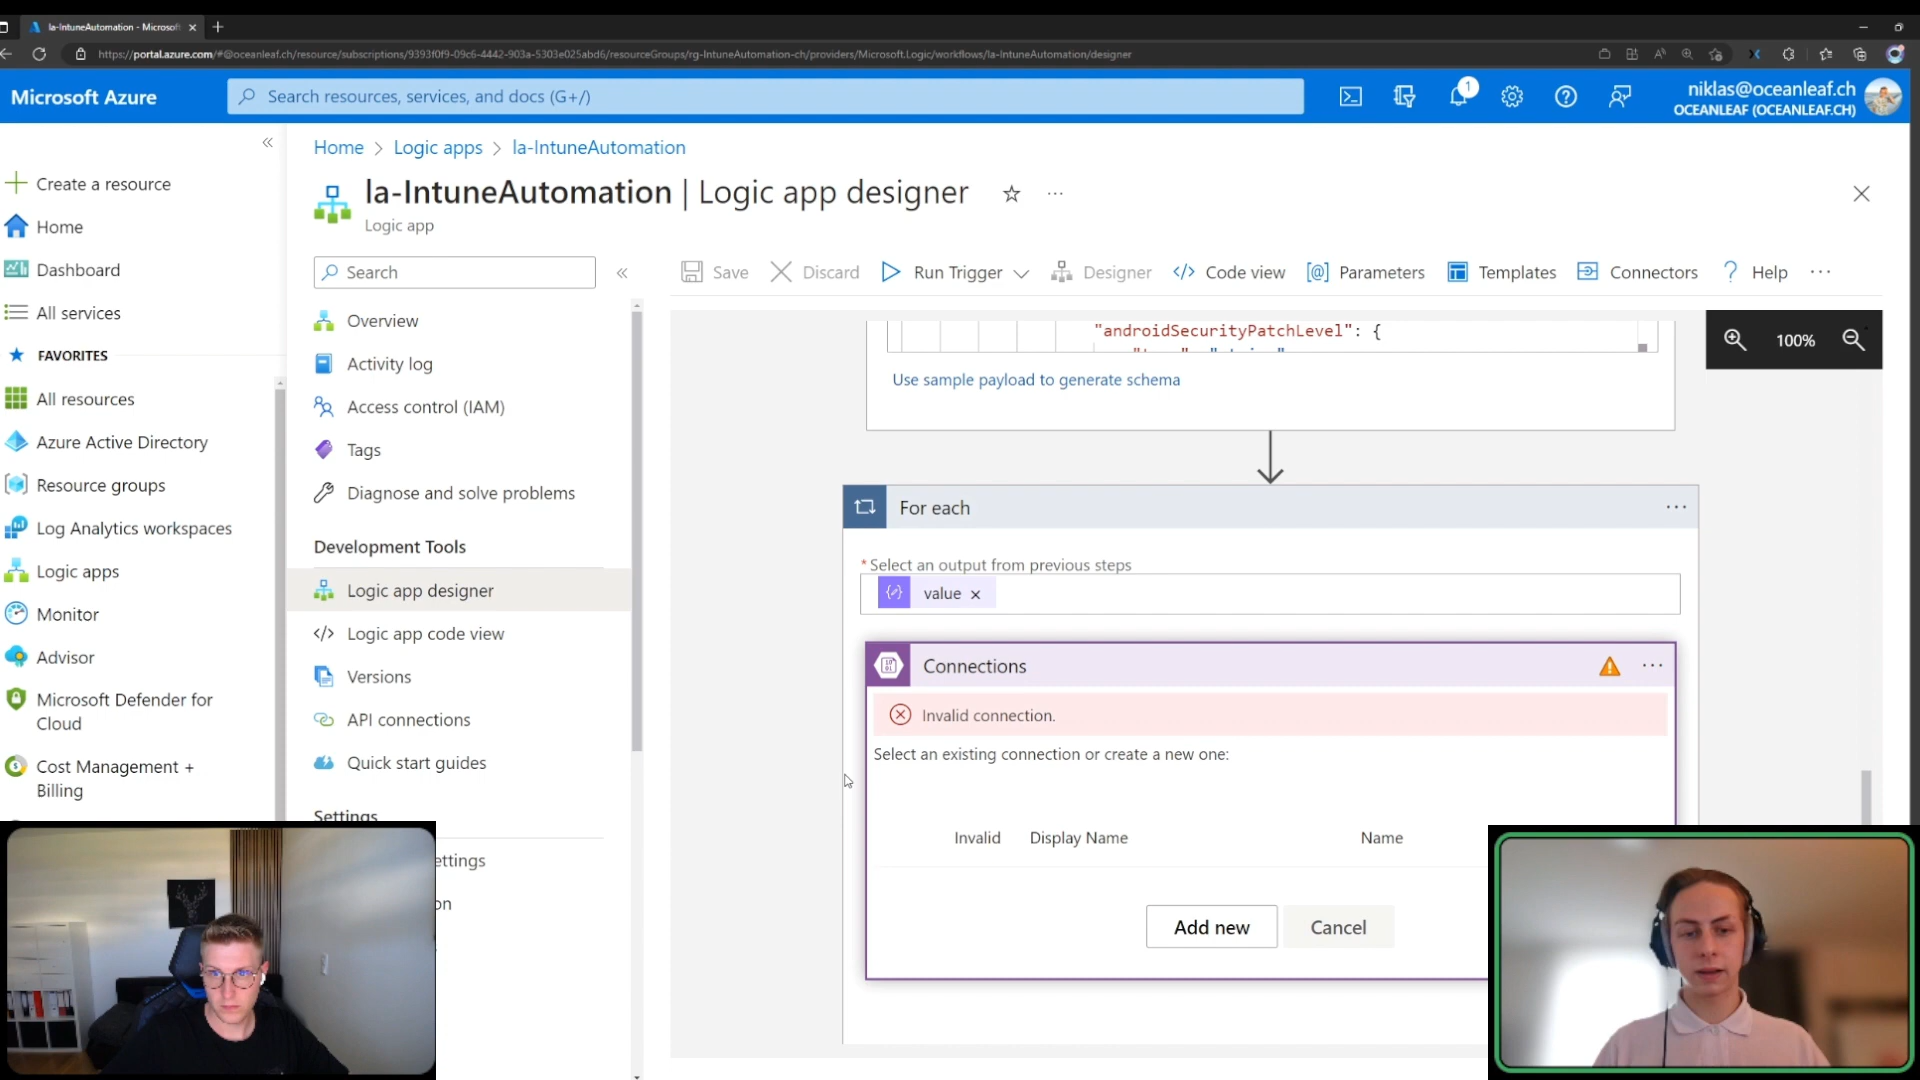 la-IntuneAutomation - Microsof
https://portal.azure.com/#@oceanleaf.ch/resource/subscriptions/9393f0f9-09c6-4442-903a-5303e025abd6/resourceGroups/rg-IntuneAutomation-ch/providers/Microsoft.Logic/workflows/la-IntuneAutomation/designer
Microsoft Azure
Search resources, services, and docs (G+/)
1
niklas@oceanleaf.ch
OCEANLEAF (OCEANLEAF.CH)
Home > Logic apps > la-IntuneAutomation
la-IntuneAutomation | Logic app designer
Logic app
Create a resource
Home
Dashboard
All services
FAVORITES
All resources
Azure Active Directory
Resource groups
Log Analytics workspaces
Logic apps
Monitor
Advisor
Microsoft Defender for
Cloud
Cost Management +
Billing
Search
Overview
Activity log
Access control (IAM)
Tags
Diagnose and solve problems
Development Tools
Logic app designer
Logic app code view
Versions
API connections
Quick start guides
Settings
ettings
on
Save Discard Run Trigger Designer Code view Parameters Templates Connectors Help
"androidSecurityPatchLevel": {
Use sample payload to generate schema
100%
For each
* Select an output from previous steps
value
Connections
Invalid connection.
Select an existing connection or create a new one:
Invalid Display Name Name
Add new Cancel